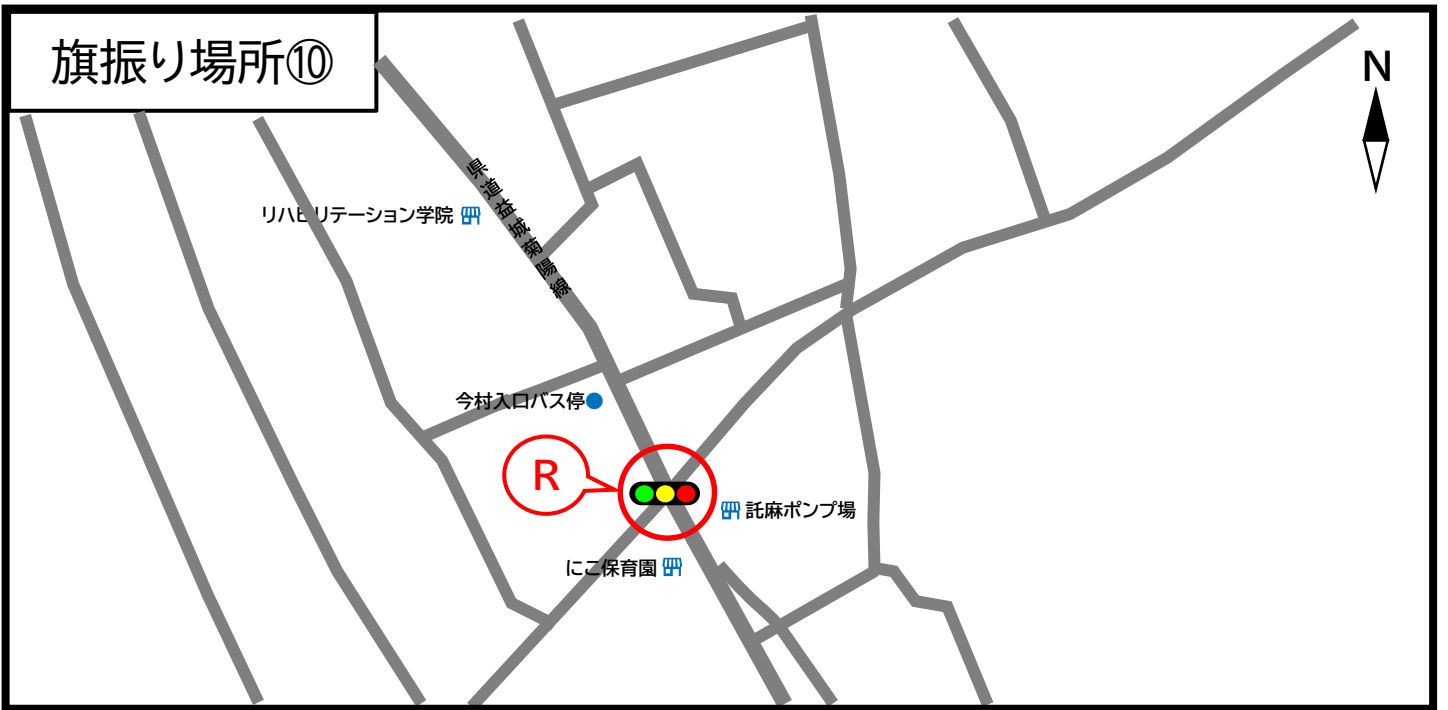 旗振り場所⑩
N
県道益城菊陽線
リハビリテーション学院
今村入口バス停
R
託麻ポンプ場
にこ保育園